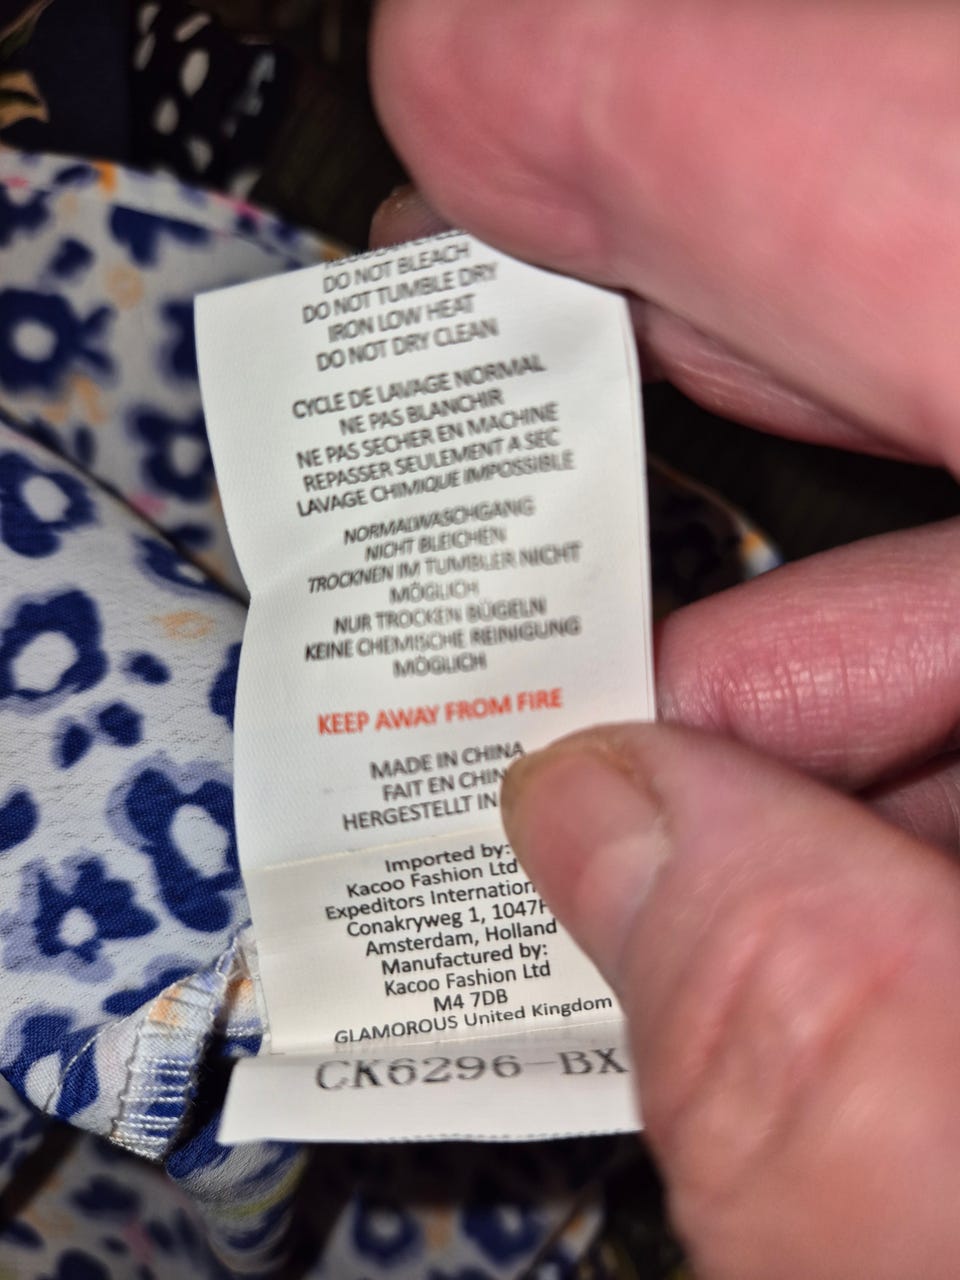 DO NOT BLEACH
DO NOT TUMBLE DRY
IRON LOW HEAT
DO NOT DRY CLEAN
CYCLE DE LAVAGE NORMAL
NE PAS BLANCHIR
NE PAS SECHER EN MACHINE
REPASSER SEULEMENT A SEC
LAVAGE CHIMIQUE IMPOSSIBLE
NORMALWASCHGANG
NICHT BLEICHEN
TROCKNEN IM TUMBLER NICHT
MÖGLICH
NUR TROCKEN BÜGELN
KEINE CHEMISCHE REINIGUNG
MÖGLICH
KEEP AWAY FROM FIRE
MADE IN CHINA
FAIT EN
HERGESTELLT IN
Imported by:
Kacoo Fashion Ltd
Expeditors
Conakryweg 1,
Amsterdam, Holland
Manufactured by:
Kacoo Fashion Ltd
M4 7DB
GLAMOROUS United Kingdom
CK6296-BX